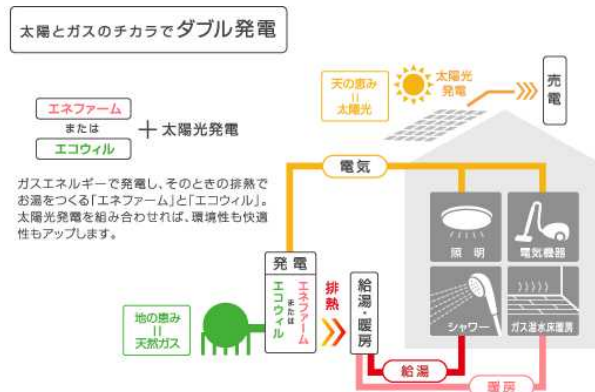 太陽とガスのチカラでダブル発電
エネファーム
または
エコウィル
＋太陽光発電
ガスエネルギーで発電し、そのときの排熱で
お湯をつくる「エネファーム」と「エコウィル」。
太陽光発電を組み合わせれば、環境性も快適
性もアップします。
天の恵み
=
太陽光
太陽光
発電
売電
電気
照明
電気機器
シャワー
ガス温水床暖房
発電
エネファーム
または
エコウィル
排熱
給湯・暖房
地の恵み
=
天然ガス
給湯
暖房